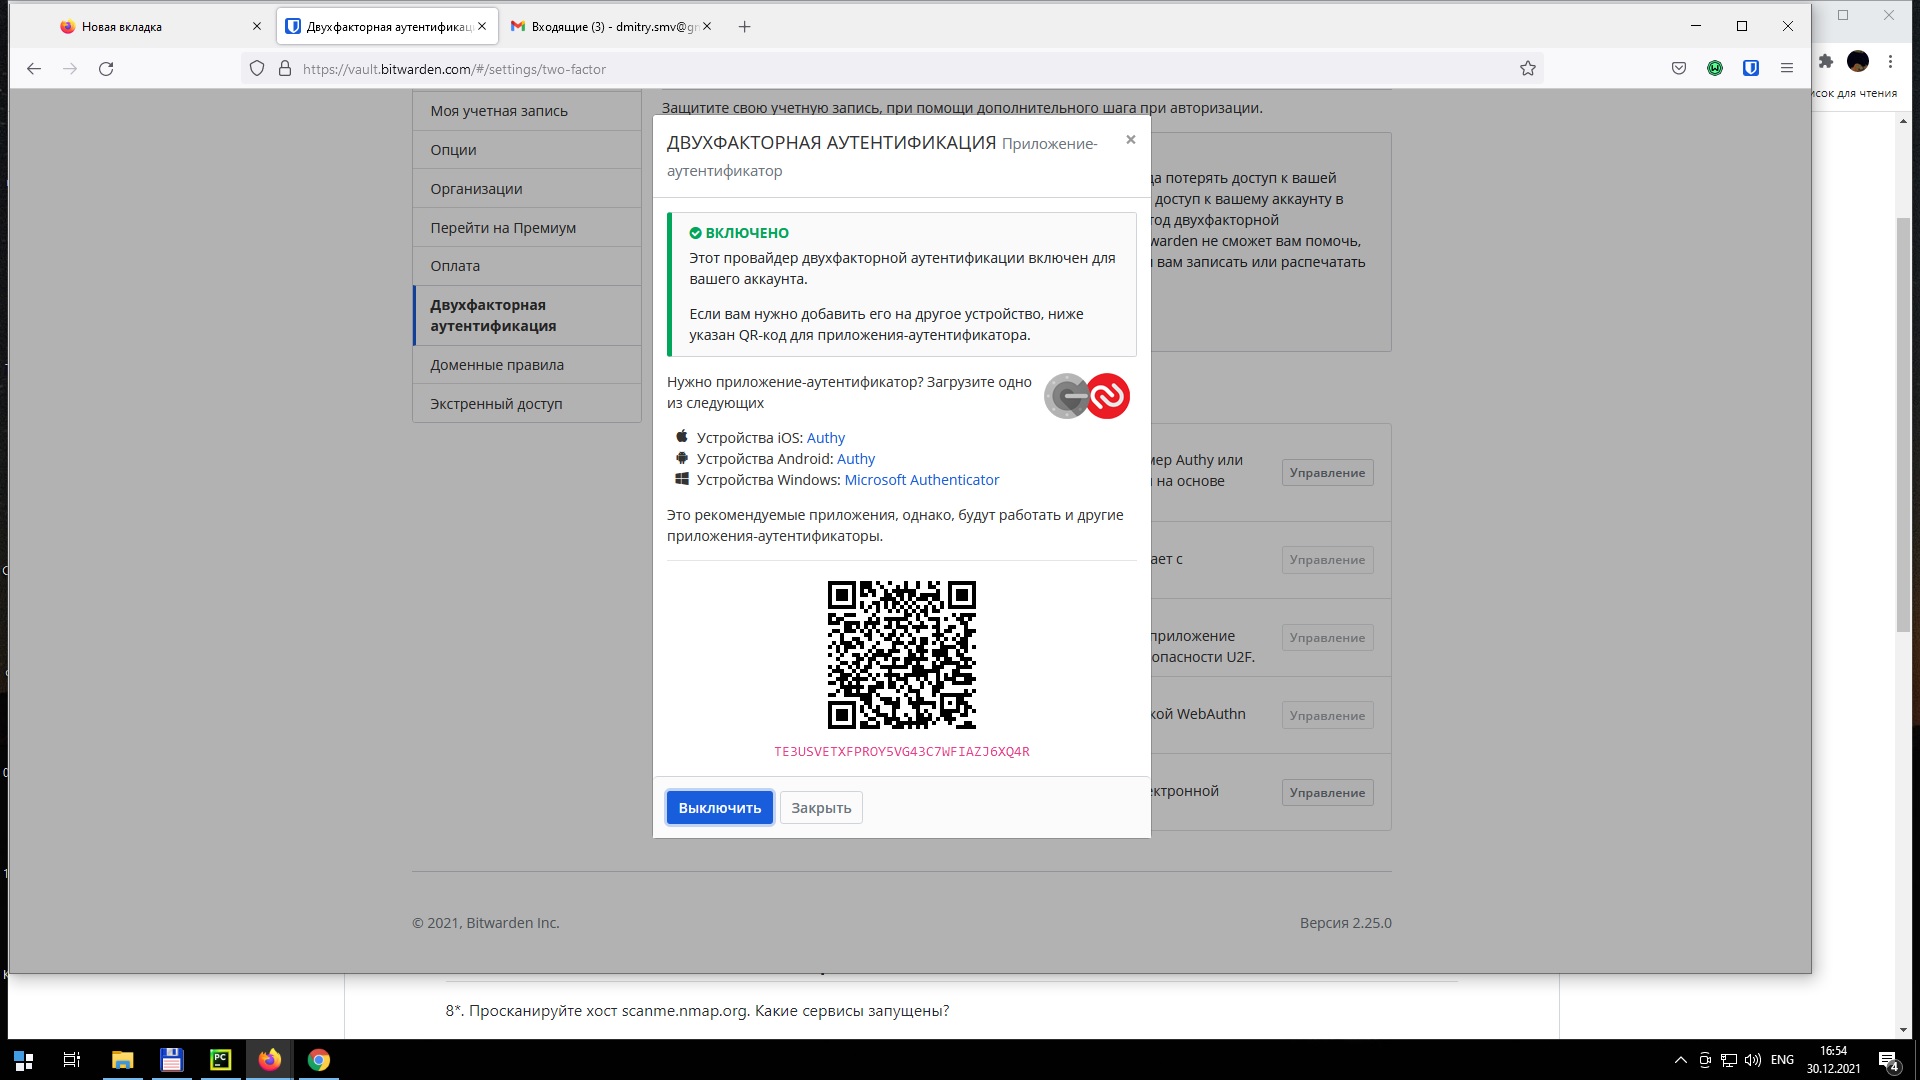 Новая вкладка
Двухфакторная аутентификац
Входящие (3) - dmitry.smv@gm
https://vault.bitwarden.com/#/settings/two-factor
исок для чтения
Моя учетная запись
Опции
Организации
Перейти на Премиум
Оплата
Двухфакторная
аутентификация
Доменные правила
Экстренный доступ
Защитите свою учетную запись, при помощи дополнительного шага при авторизации.
ДВУХФАКТОРНАЯ АУТЕНТИФИКАЦИЯ Приложение-
аутентификатор
×
ВКЛЮЧЕНО
Этот провайдер двухфакторной аутентификации включен для
вашего аккаунта.
Если вам нужно добавить его на другое устройство, ниже
указан QR-код для приложения-аутентификатора.
Нужно приложение-аутентификатор? Загрузите одно
из следующих
Устройства iOS: Authy
Устройства Android: Authy
Устройства Windows: Microsoft Authenticator
Это рекомендуемые приложения, однако, будут работать и другие
приложения-аутентификаторы.
TE3USVETXFPROY5VG43C7WFIAZJ6XQ4R
Выключить
Закрыть
да потерять доступ к вашей
доступ к вашему аккаунту в
тод двухфакторной
warden не сможет вам помочь,
вам записать или распечатать
мер Authy или
на основе
Управление
ает с
Управление
приложение
опасности U2F.
Управление
кой WebAuthn
Управление
ектронной
Управление
© 2021, Bitwarden Inc.
Версия 2.25.0
8*. Просканируйте хост scanme.nmap.org. Какие сервисы запущены?
PC
ENG
16:54
30.12.2021
4